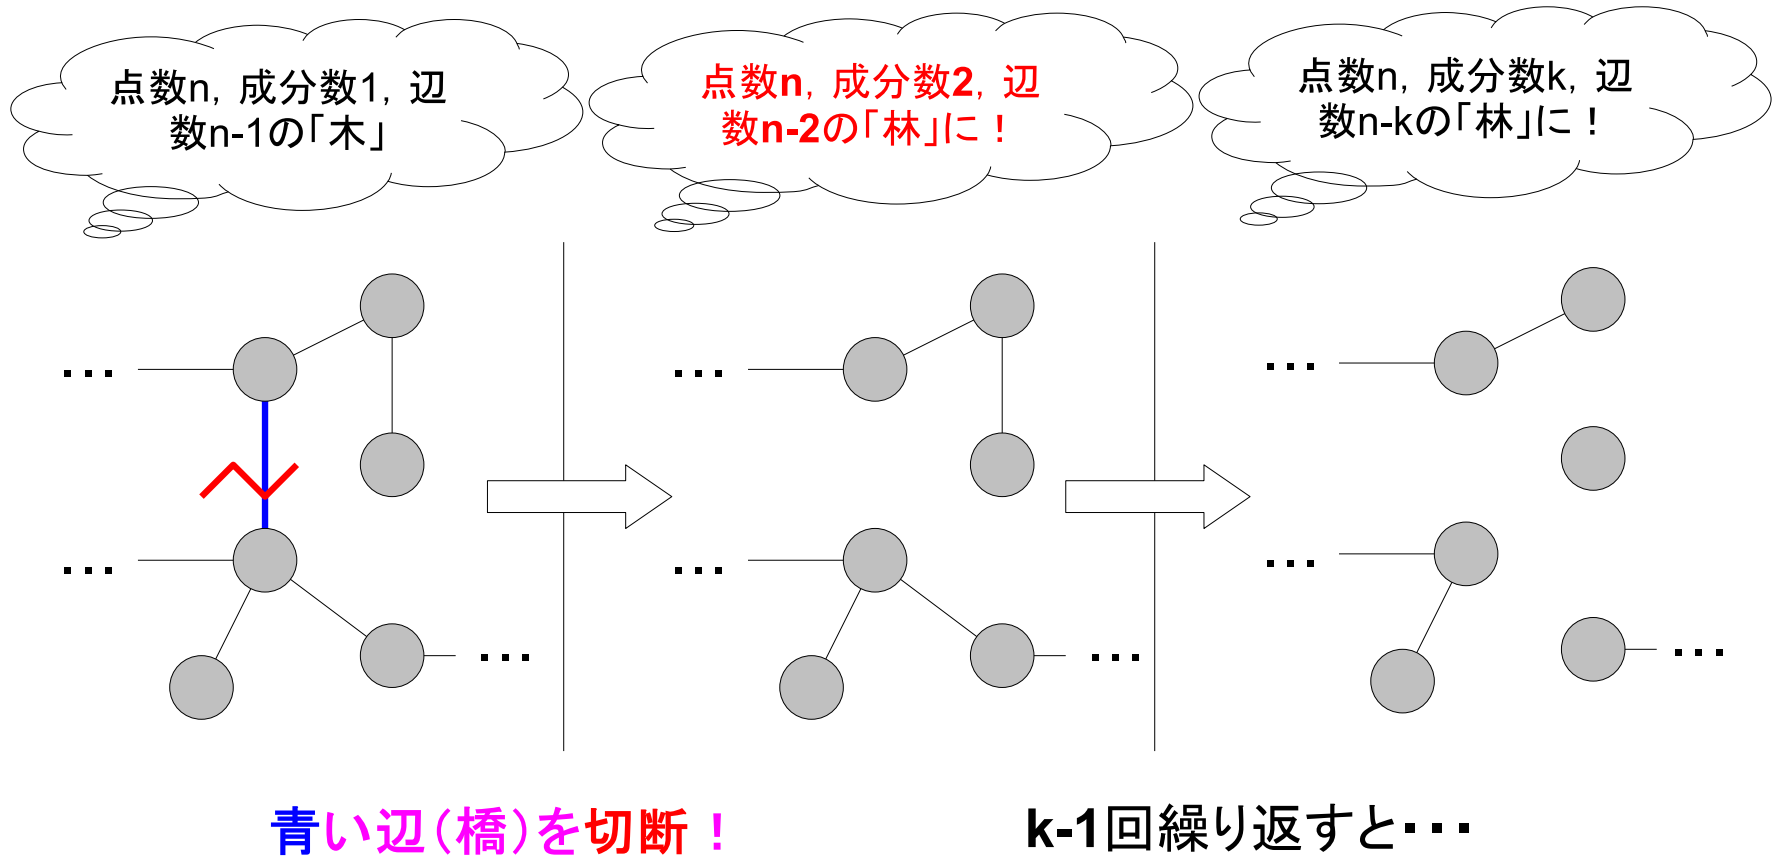 点数n，成分数1，辺
数n-1の「木」
点数n，成分数2，辺
数n-2の「林」に！
点数n，成分数k，辺
数n-kの「林」に！
…
…
…
…
…
…
…
…
…
青い辺（橋）を切断！
k-1回繰り返すと・・・